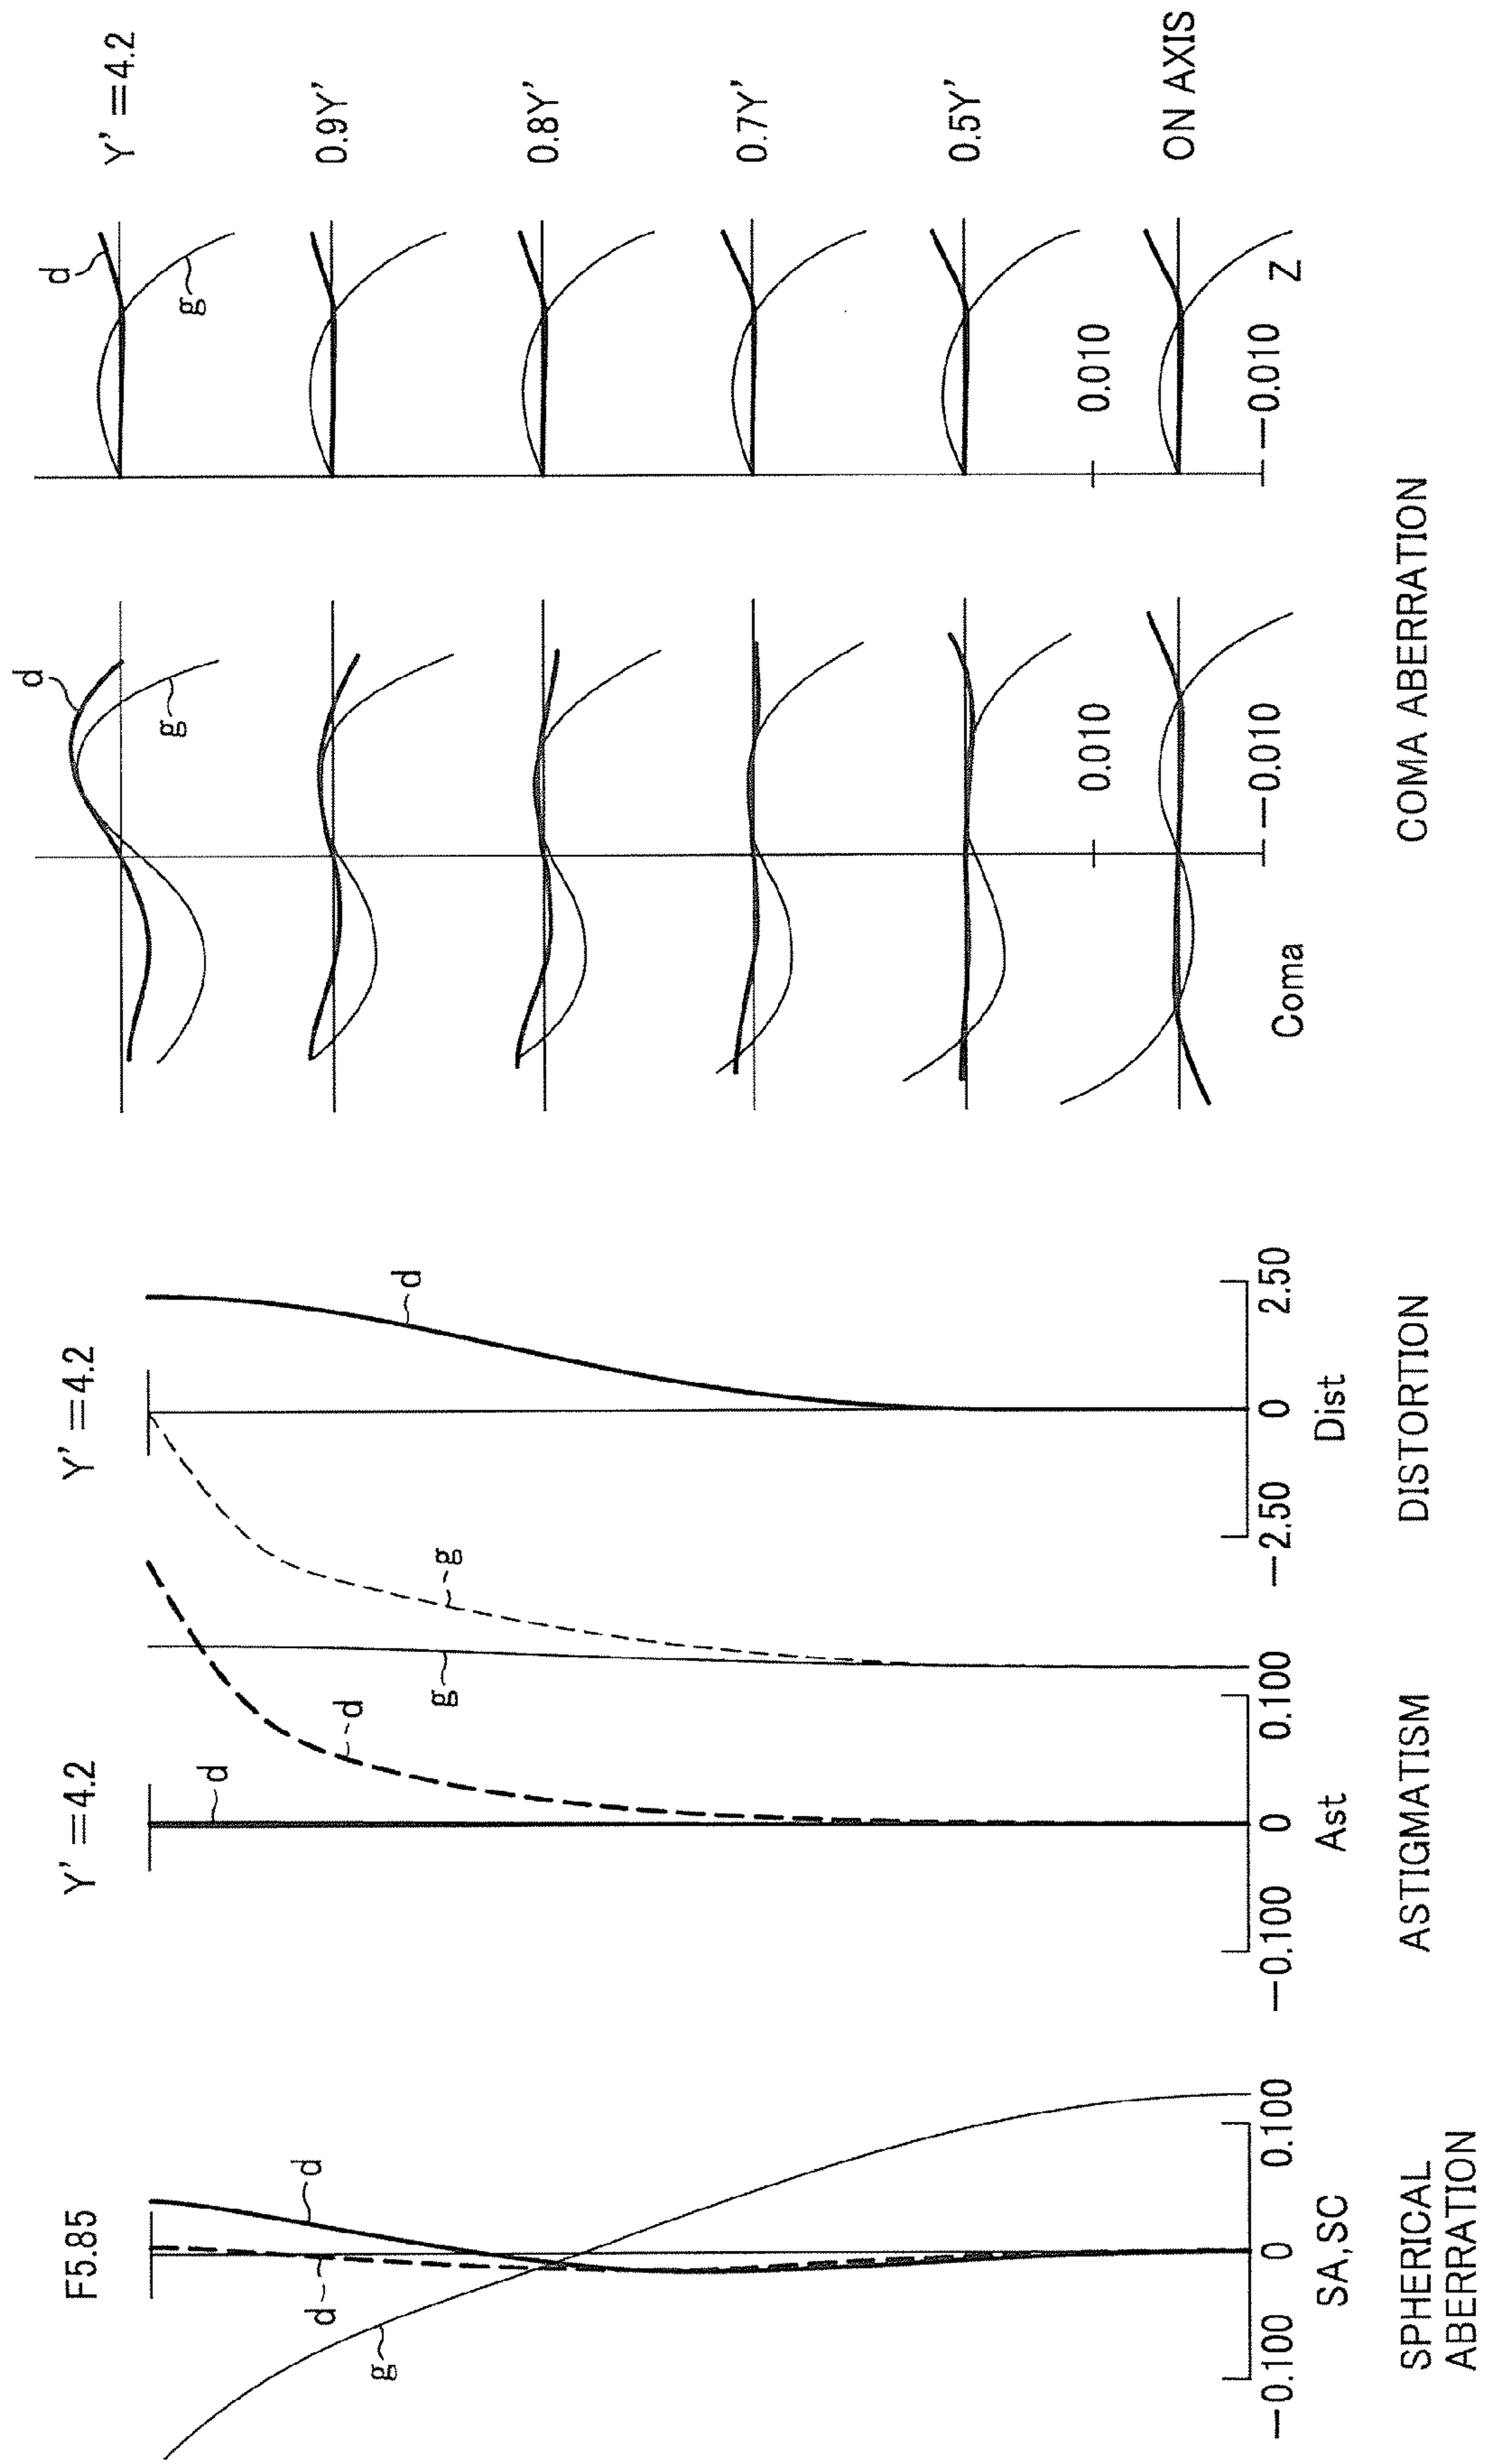 F5.85
d
d
g
−0.100 0 0.100
SA,SC
SPHERICAL
ABERRATION
Y' =4.2
d
d
g
g
−0.100 0 0.100
Ast
ASTIGMATISM
Y' =4.2
d
−2.50 0 2.50
Dist
DISTORTION
d
g
0.010
−0.010
Coma
d
g
0.010
−0.010
Z
Y' =4.2
0.9Y'
0.8Y'
0.7Y'
0.5Y'
ON AXIS
COMA ABERRATION